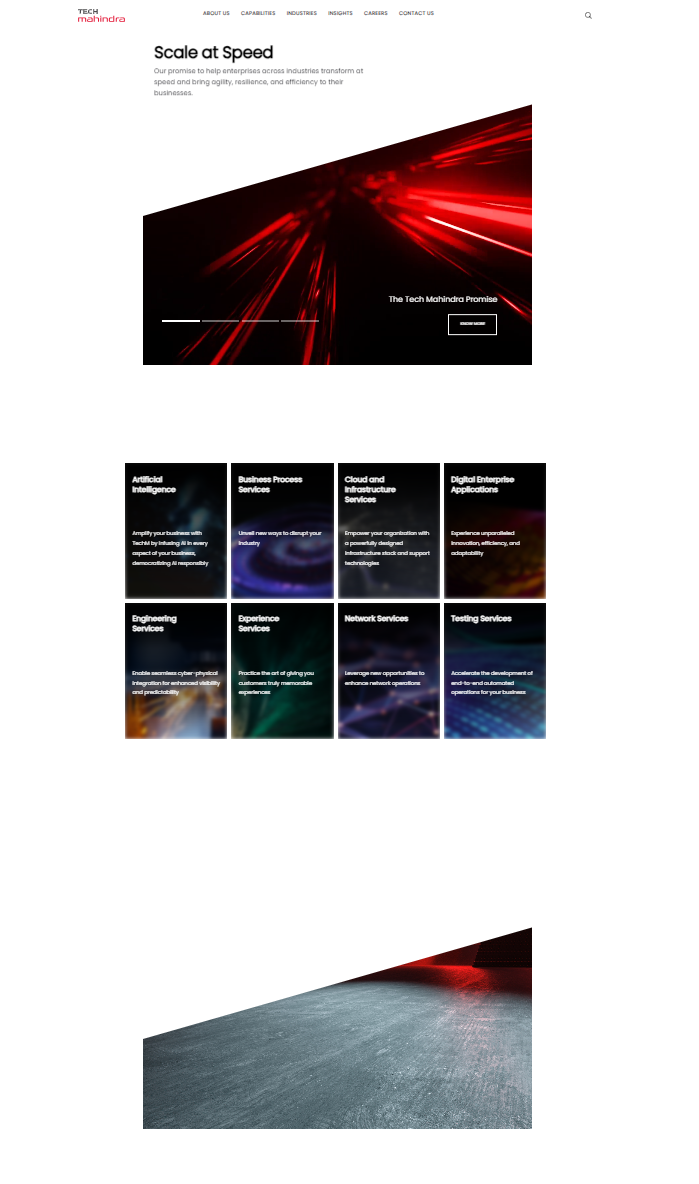 TECH
mahindra
ABOUT US CAPABILITIES INDUSTRIES INSIGHTS CAREERS CONTACT US
Scale at Speed
Our promise to help enterprises across industries transform at
speed and bring agility, resilience, and efficiency to their
businesses.
The Tech Mahindra Promise
KNOW MORE
Artificial
Intelligence
Amplify your business with
TechM by infusing AI in every
aspect of your business,
democratizing AI responsibly
Business Process
Services
Unveil new ways to disrupt your
industry
Cloud and
Infrastructure
Services
Empower your organization with
a powerfully designed
infrastructure stack and support
technologies
Digital Enterprise
Applications
Experience unparalleled
innovation, efficiency, and
adaptability
Engineering
Services
Enable seamless cyber-physical
integration for enhanced visibility
and predictability
Experience
Services
Practice the art of giving you
customers truly memorable
experiences
Network Services
Leverage new opportunities to
enhance network operations
Testing Services
Accelerate the development of
end-to-end automated
operations for your business